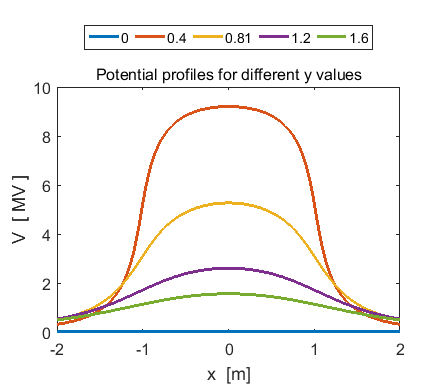 0 0.4 0.81 1.2 1.6
Potential profiles for different y values
10
8
6
4
2
0
V [ MV ]
-2 -1 0 1 2
x [m]